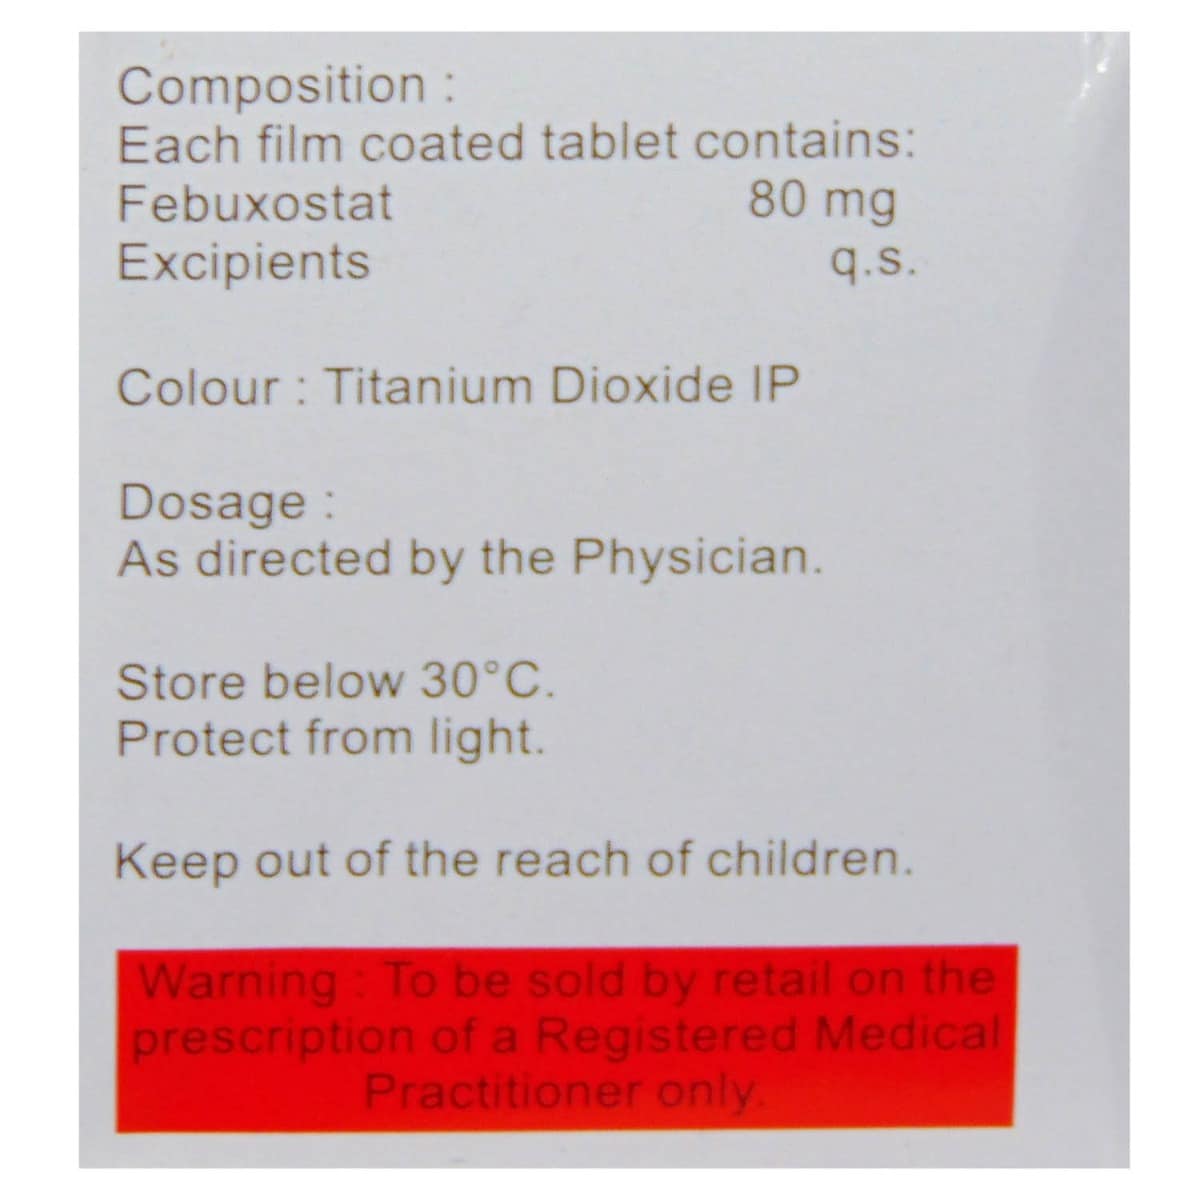 Composition :
Each film coated tablet contains:
Febuxostat 80 mg
Excipients q.s.
Colour : Titanium Dioxide IP
Dosage :
As directed by the Physician.
Store below 30°C.
Protect from light.
Keep out of the reach of children.
Warning : To be sold by retail on the
prescription of a Registered Medical
Practitioner only.